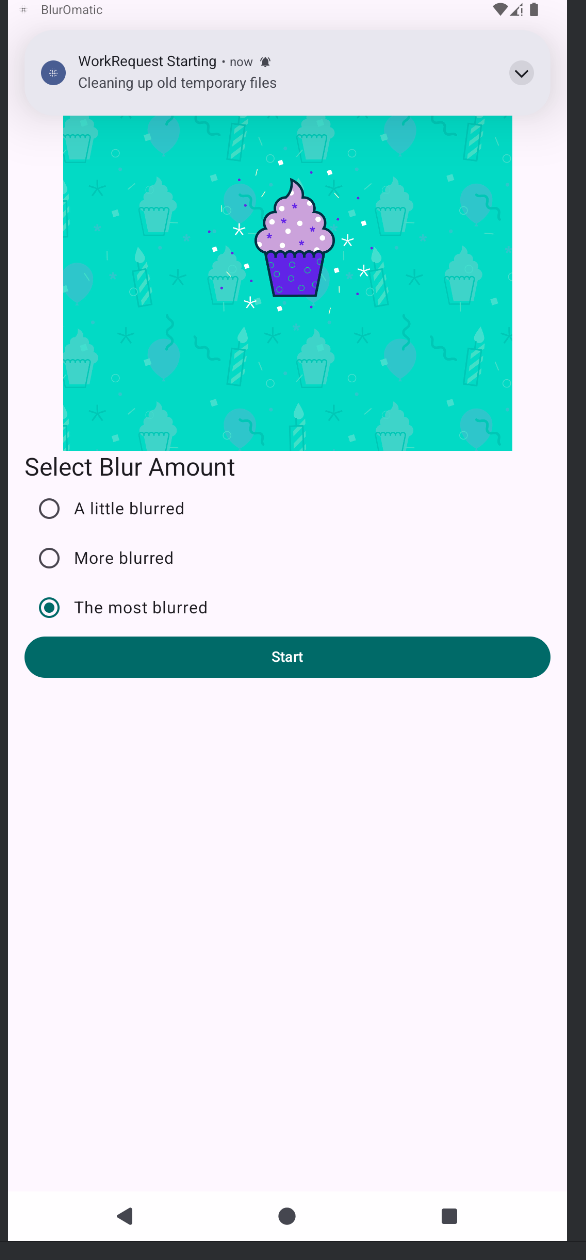 BlurOmatic
WorkRequest Starting • now
Cleaning up old temporary files
Select Blur Amount
A little blurred
More blurred
The most blurred
Start